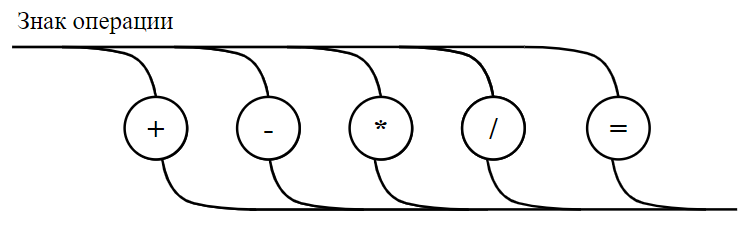 Знак операции
+ - * / =